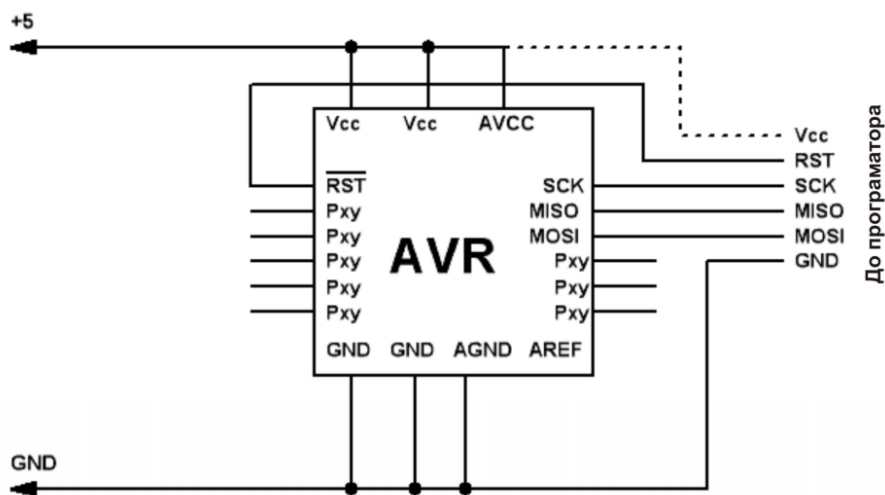 +5
Vcc Vcc AVCC
Vcc
RST
RST SCK
SCK
Pxy MISO
MISO
Pxy MOSI
MOSI
AVR
Pxy Pxy
GND
Pxy Pxy
Pxy Pxy
GND GND AGND AREF
До програматора
GND